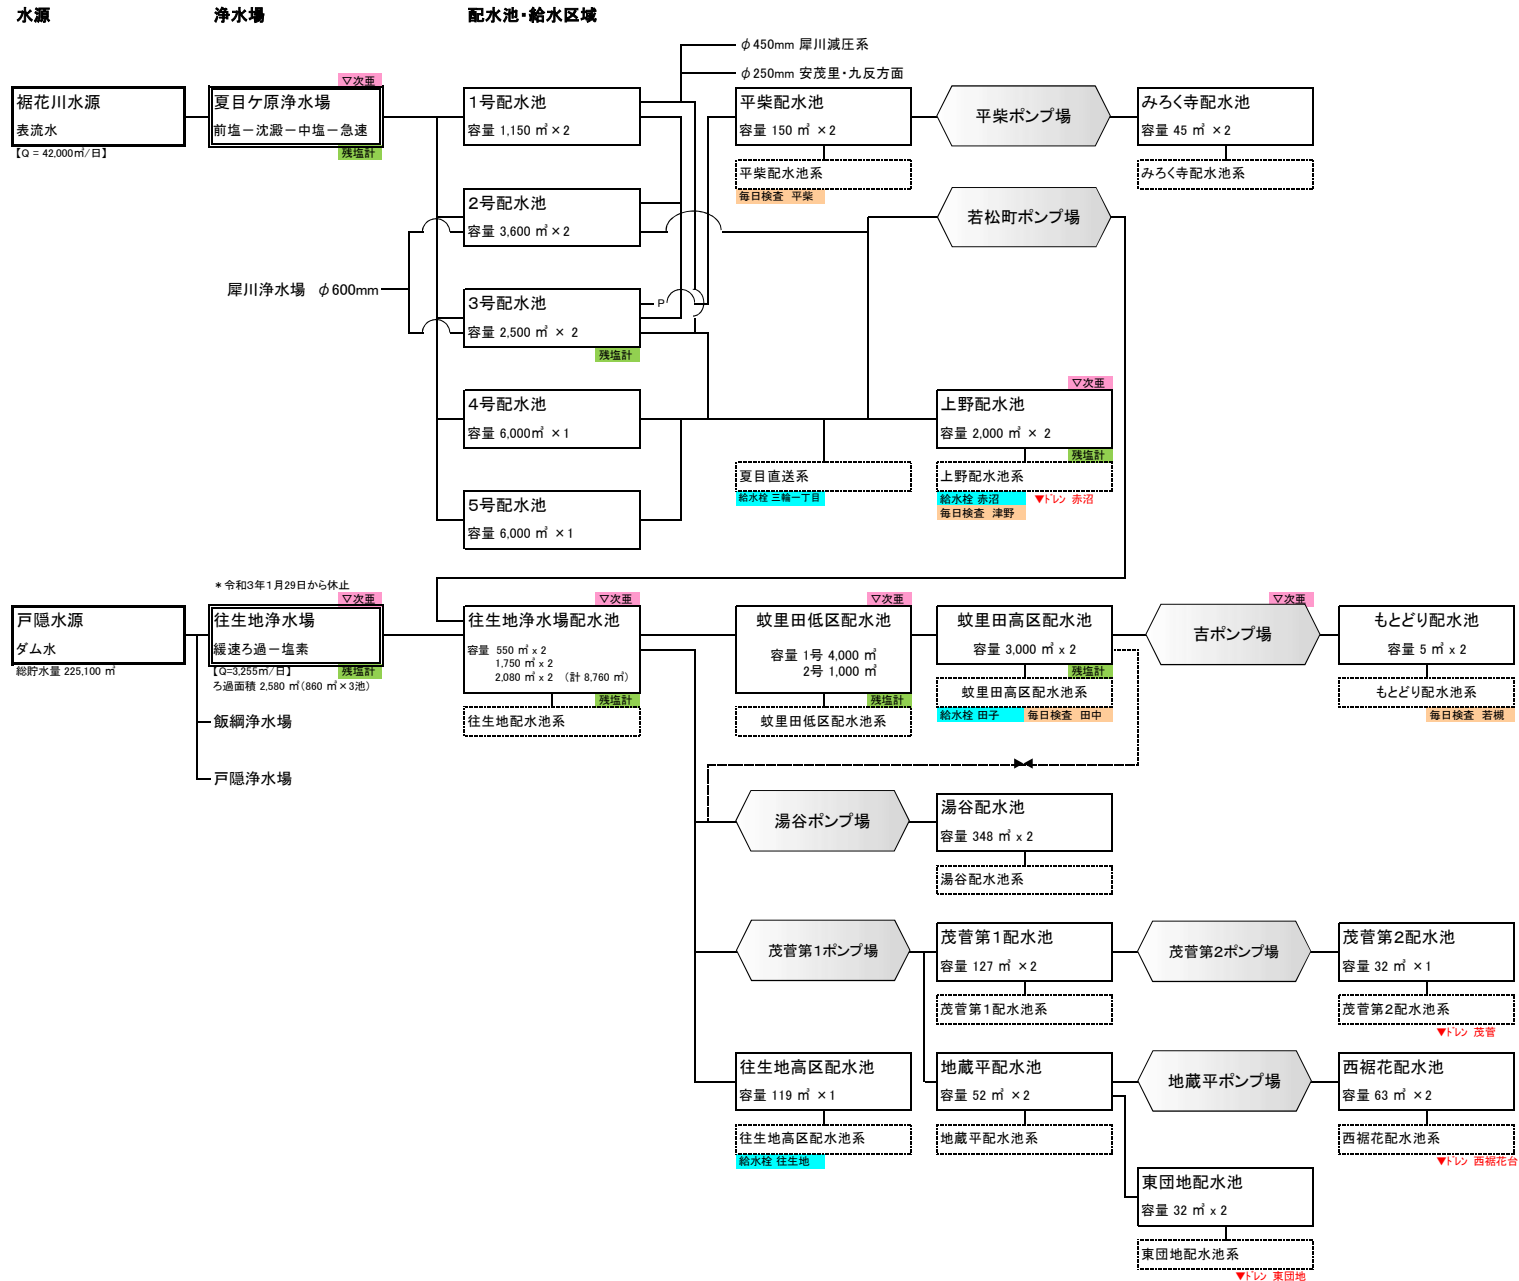 水源
浄水場
配水池・給水区域
φ450mm 犀川減圧系
φ250mm 安茂里・九反方面
裾花川水源
表流水
【Q = 42,000㎥/日】
▽次亜
夏目ケ原浄水場
前塩－沈澱－中塩－急速
残塩計
1号配水池
容量 1,150 ㎥×2
平柴配水池
容量 150 ㎥ ×2
平柴配水池系
毎日検査 平柴
平柴ポンプ場
みろく寺配水池
容量 45 ㎥ ×2
みろく寺配水池系
2号配水池
容量 3,600 ㎥×2
若松町ポンプ場
犀川浄水場 φ600mm
3号配水池
容量 2,500 ㎥ × 2
残塩計
P
4号配水池
容量 6,000㎥ ×1
夏目直送系
給水栓 三輪一丁目
▽次亜
上野配水池
容量 2,000 ㎥ × 2
残塩計
上野配水池系
給水栓 赤沼
▼ﾄﾞﾚﾝ 赤沼
毎日検査 津野
5号配水池
容量 6,000 ㎥ ×1
戸隠水源
ダム水
総貯水量 225,100 ㎥
＊令和3年1月29日から休止
▽次亜
往生地浄水場
緩速ろ過－塩素
【Q=3,255㎥/日】
残塩計
ろ過面積 2,580 ㎡(860 ㎡×3池)
飯綱浄水場
戸隠浄水場
▽次亜
往生地浄水場配水池
容量 550 ㎥ x 2
1,750 ㎥ x 2
2,080 ㎥ x 2 （計 8,760 ㎥）
残塩計
往生地配水池系
▽次亜
蚊里田低区配水池
容量 1号 4,000 ㎥
2号 1,000 ㎥
残塩計
蚊里田低区配水池系
蚊里田高区配水池
容量 3,000 ㎥ x 2
残塩計
蚊里田高区配水池系
給水栓 田子
毎日検査 田中
▽次亜
吉ポンプ場
もとどり配水池
容量 5 ㎥ x 2
もとどり配水池系
毎日検査 若槻
湯谷ポンプ場
湯谷配水池
容量 348 ㎥ x 2
湯谷配水池系
茂菅第1ポンプ場
茂菅第1配水池
容量 127 ㎥ ×2
茂菅第1配水池系
茂菅第2ポンプ場
茂菅第2配水池
容量 32 ㎥ ×1
茂菅第2配水池系
▼ﾄﾞﾚﾝ 茂菅
往生地高区配水池
容量 119 ㎥ ×1
往生地高区配水池系
給水栓 往生地
地蔵平配水池
容量 52 ㎥ ×2
地蔵平配水池系
地蔵平ポンプ場
西裾花配水池
容量 63 ㎥ ×2
西裾花配水池系
▼ﾄﾞﾚﾝ 西裾花台
東団地配水池
容量 32 ㎥ x 2
東団地配水池系
▼ﾄﾞﾚﾝ 東団地